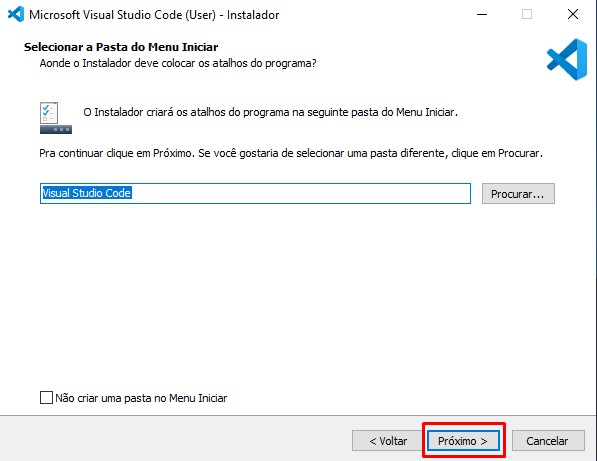 Microsoft Visual Studio Code (User) - Instalador
Selecionar a Pasta do Menu Iniciar
Aonde o Instalador deve colocar os atalhos do programa?
O Instalador criará os atalhos do programa na seguinte pasta do Menu Iniciar.
Pra continuar clique em Próximo. Se você gostaria de selecionar uma pasta diferente, clique em Procurar.
Visual Studio Code
Procurar...
Não criar uma pasta no Menu Iniciar
< Voltar
Próximo >
Cancelar